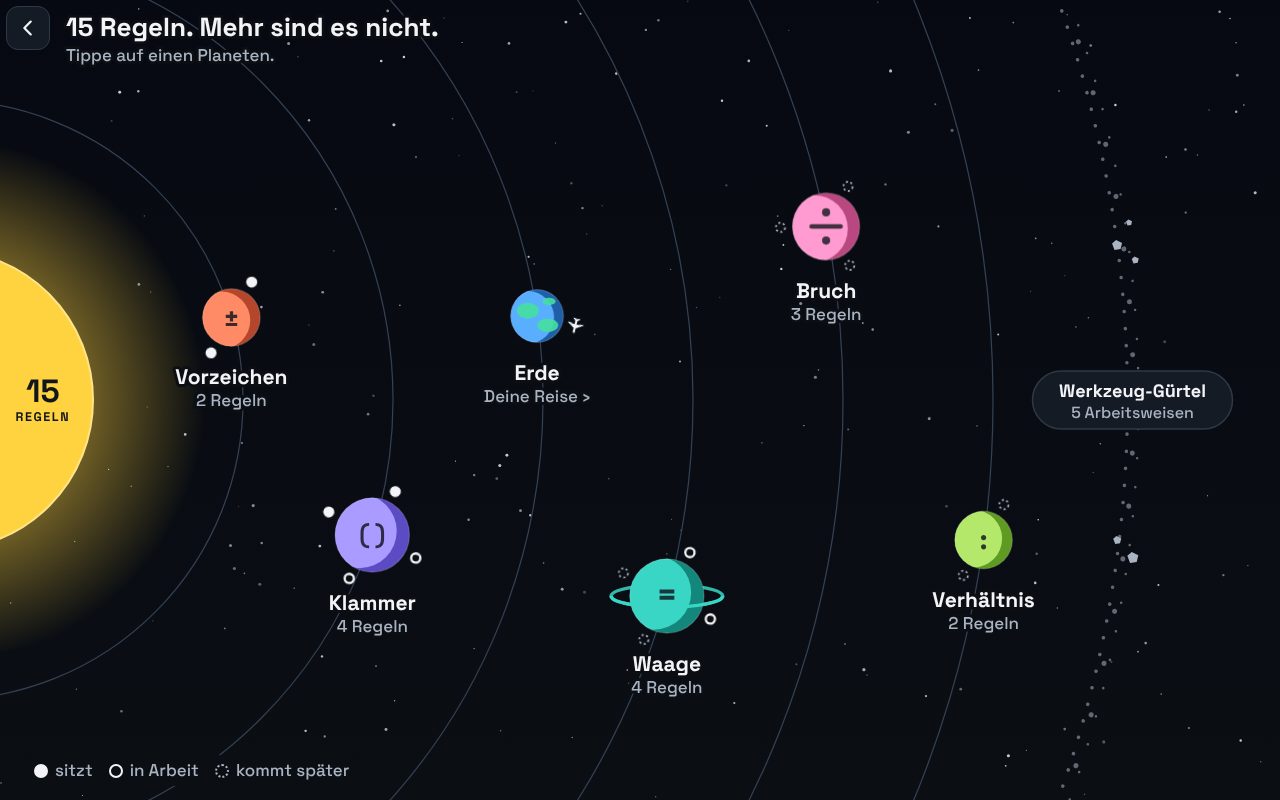 15 Regeln. Mehr sind es nicht.
Tippe auf einen Planeten.
15
REGELN
±
Vorzeichen
2 Regeln
()
Klammer
4 Regeln
Erde
Deine Reise >
=
Waage
4 Regeln
÷
Bruch
3 Regeln
:
Verhältnis
2 Regeln
Werkzeug-Gürtel
5 Arbeitsweisen
sitzt
in Arbeit
kommt später